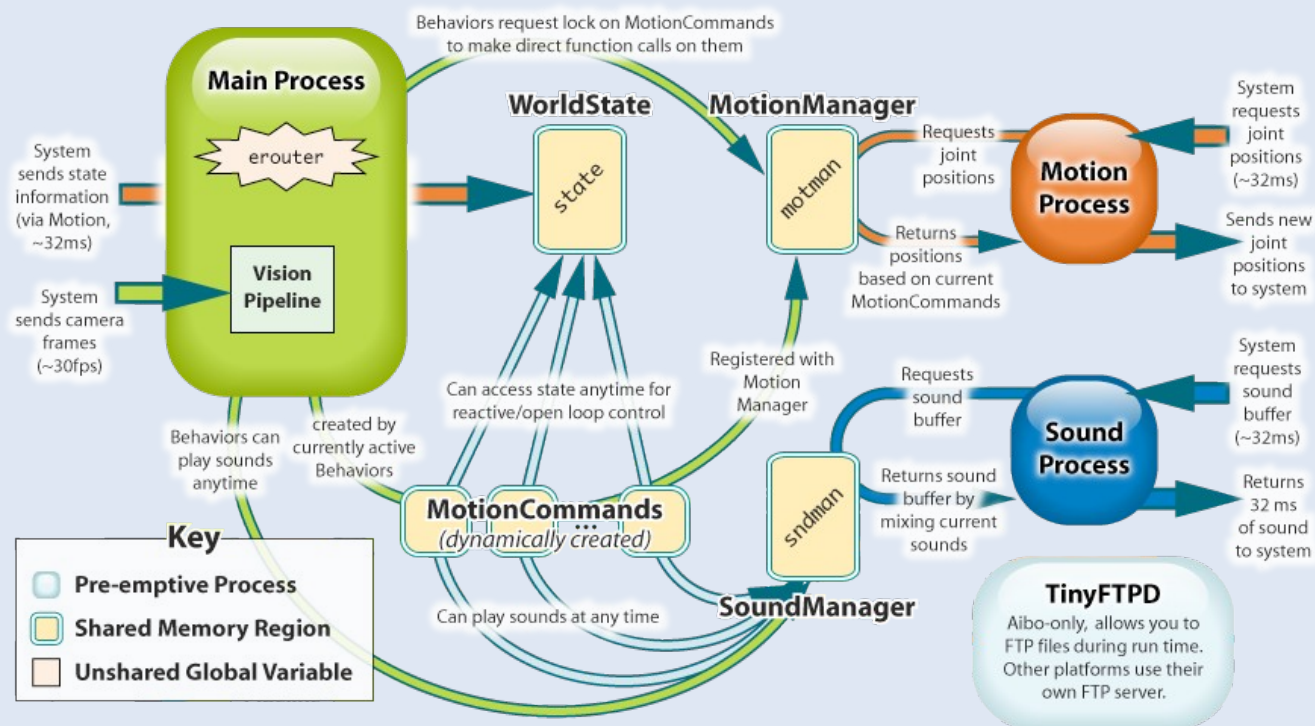 Behaviors request lock on MotionCommands
to make direct function calls on them
Main Process
erouter
Vision
Pipeline
System
sends state
information
(via Motion,
~32ms)
System
sends camera
frames
(~30fps)
WorldState
state
MotionManager
motman
Requests
joint
positions
Returns
positions
based on current
MotionCommands
Motion
Process
System
requests
joint
positions
(~32ms)
Sends new
joint
positions
to system
Can access state anytime for
reactive/open loop control
Registered with
Motion
Manager
Behaviors can
play sounds
anytime
created by
currently active
Behaviors
MotionCommands
...
(dynamically created)
Can play sounds at any time
sndman
SoundManager
Requests
sound
buffer
Returns sound
buffer by
mixing current
sounds
Sound
Process
System
requests
sound
buffer
(~32ms)
Returns
32 ms
of sound
to system
Key
Pre-emptive Process
Shared Memory Region
Unshared Global Variable
TinyFTPD
Aibo-only, allows you to
FTP files during run time.
Other platforms use their
own FTP server.